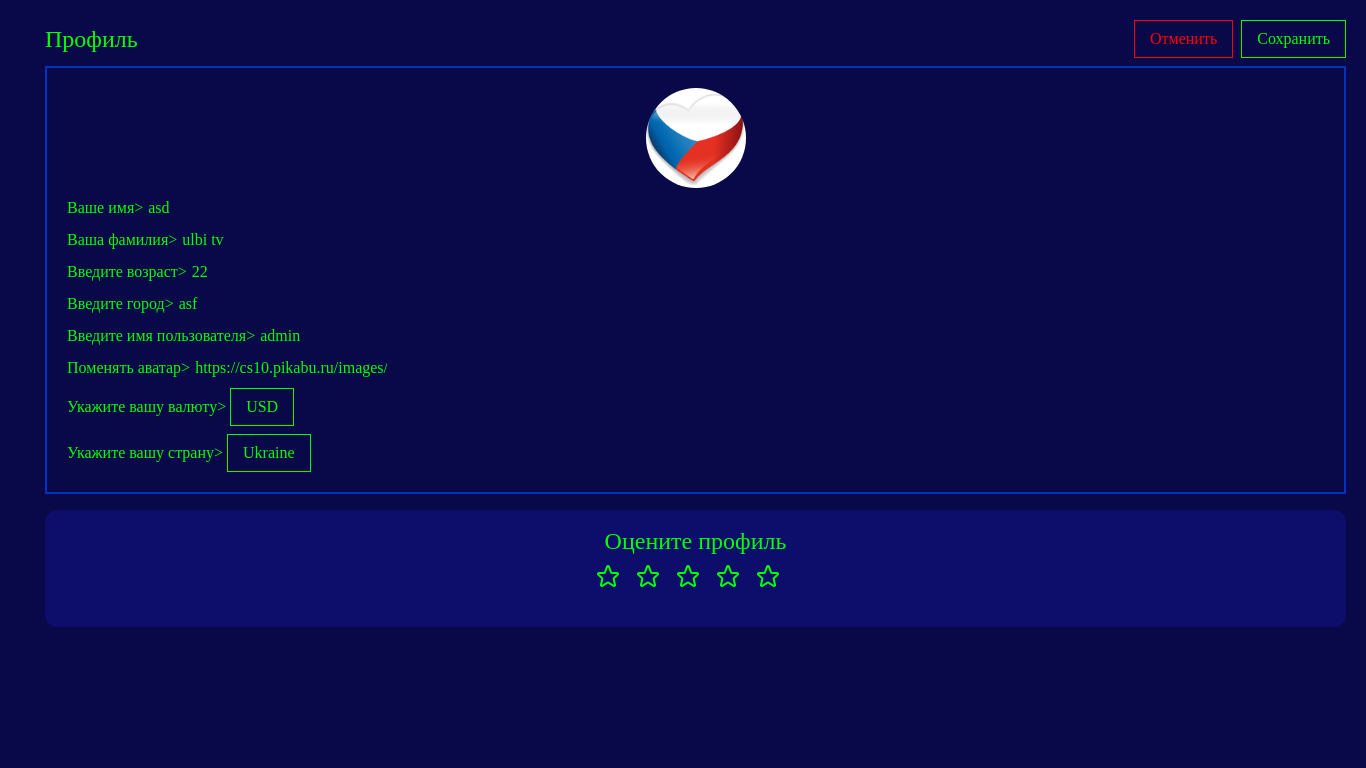 Профиль
Отменить
Сохранить
Ваше имя> asd
Ваша фамилия> ulbi tv
Введите возраст> 22
Введите город> asf
Введите имя пользователя> admin
Поменять аватар> https://cs10.pikabu.ru/images/
Укажите вашу валюту> USD
Укажите вашу страну> Ukraine
Оцените профиль